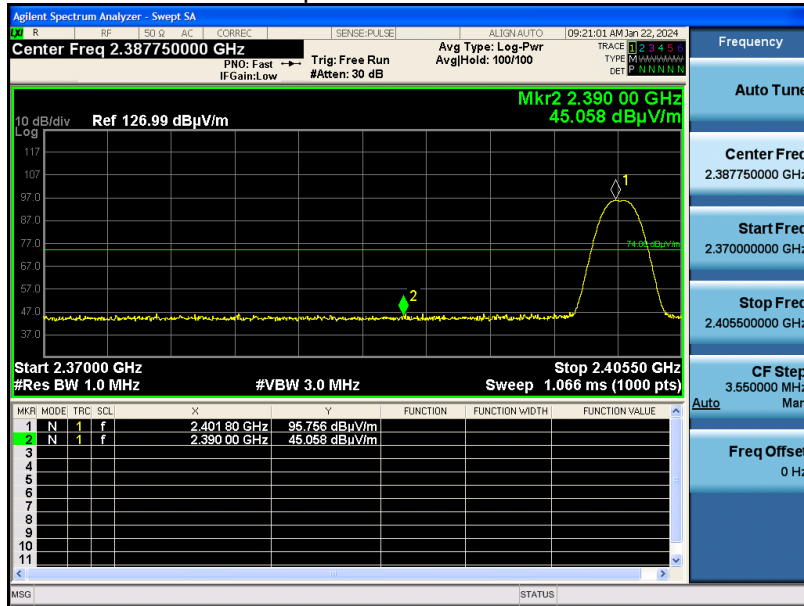 Agilent Spectrum Analyzer - Swept SA
LXI R RF 50 Ω AC CORREC SENSE:PULSE ALIGN AUTO 09:21:01 AM Jan 22, 2024
Center Freq 2.387750000 GHz
PNO: Fast
IFGain:Low
Trig: Free Run
#Atten: 30 dB
Avg Type: Log-Pwr
Avg|Hold: 100/100
TRACE 1 2 3 4 5 6
TYPE M
DET P N N N N N
Mkr2 2.390 00 GHz
45.058 dBµV/m
10 dB/div Ref 126.99 dBµV/m
Log
117
107
97.0
87.0
77.0
67.0
57.0
47.0
37.0
1
2
74.00 dBµV/m
Start 2.37000 GHz Stop 2.40550 GHz
#Res BW 1.0 MHz #VBW 3.0 MHz Sweep 1.066 ms (1000 pts)
MKR MODE TRC SCL X Y FUNCTION FUNCTION WIDTH FUNCTION VALUE
1 N 1 f 2.401 80 GHz 95.756 dBµV/m
2 N 1 f 2.390 00 GHz 45.058 dBµV/m
3
4
5
6
7
8
9
10
11
MSG STATUS
Frequency
Auto Tune
Center Freq
2.387750000 GHz
Start Freq
2.370000000 GHz
Stop Freq
2.405500000 GHz
CF Step
3.550000 MHz
Auto Man
Freq Offset
0 Hz